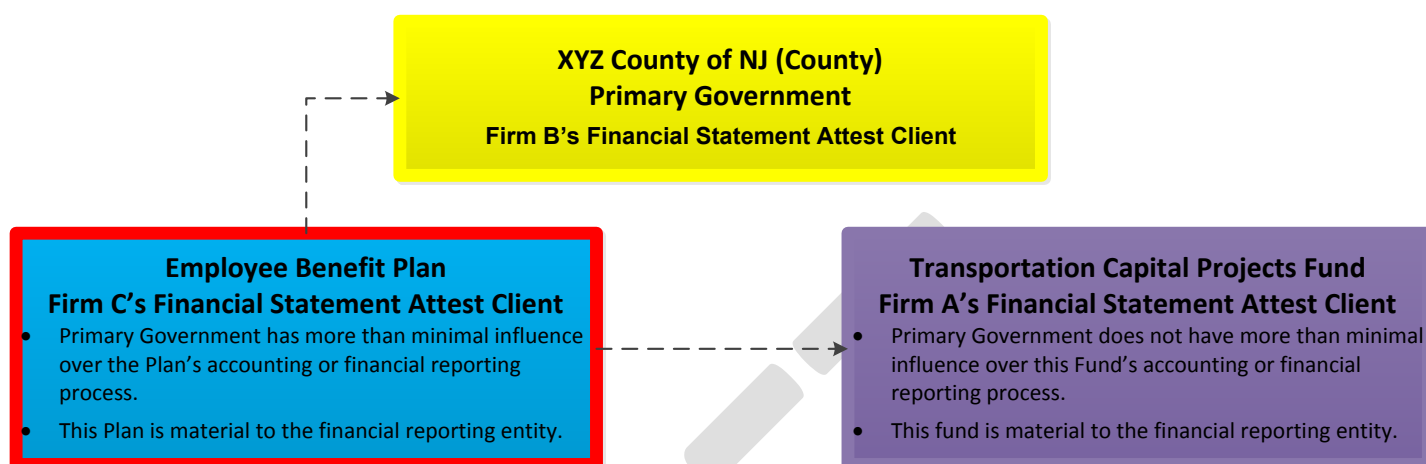 XYZ County of NJ (County)
Primary Government
Firm B’s Financial Statement Attest Client
Employee Benefit Plan
Firm C’s Financial Statement Attest Client
• Primary Government has more than minimal influence
over the Plan’s accounting or financial reporting
process.
• This Plan is material to the financial reporting entity.
Transportation Capital Projects Fund
Firm A’s Financial Statement Attest Client
• Primary Government does not have more than minimal
influence over this Fund’s accounting or financial
reporting process.
• This fund is material to the financial reporting entity.